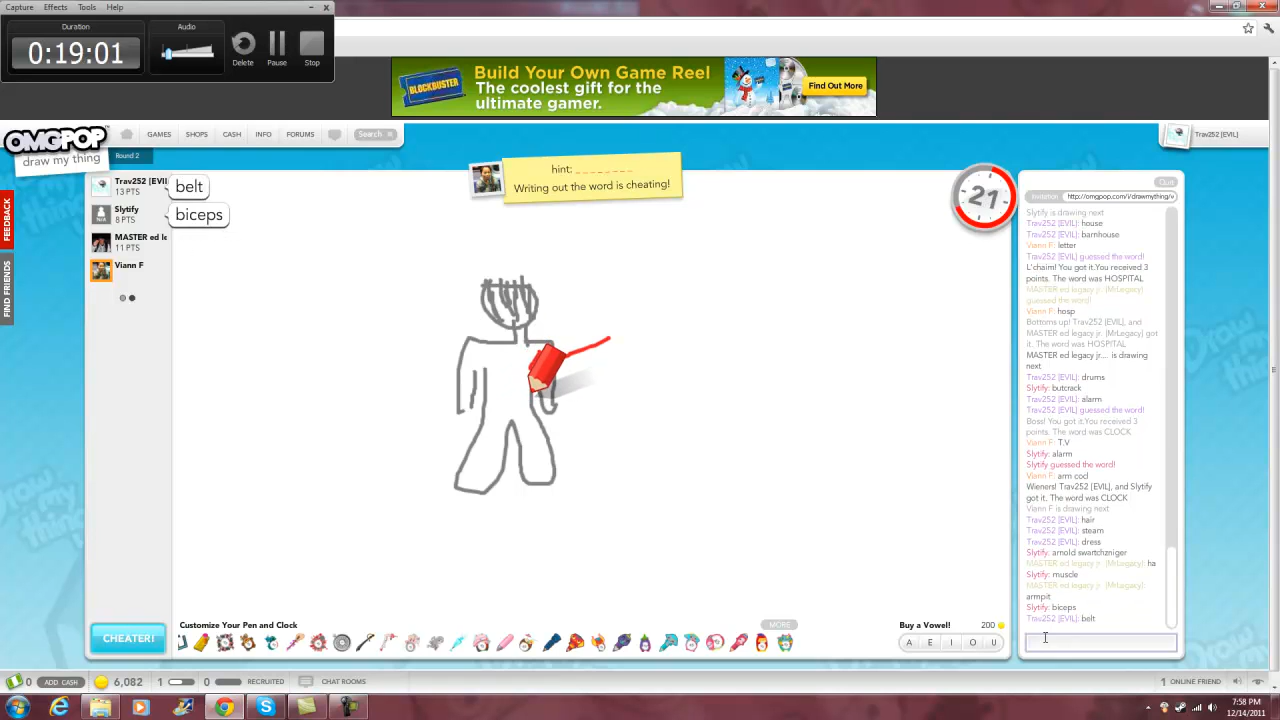 Capture Effects Tools Help
Duration
Audio
0:19:01
Delete Pause Stop
BLOCKBUSTER
Build Your Own Game Reel
The coolest gift for the
ultimate gamer.
Find Out More
OMGPOP
GAMES SHOPS CASH INFO FORUMS Search
Trav252 [EVIL]
draw my thing
Round 2
hint: _ _ _ _ _ _ _ _
Writing out the word is cheating!
21
Quit
FEEDBACK
FIND FRIENDS
Trav252 [EVIL
13 PTS
belt
Slytify
8 PTS
biceps
MASTER ed le
11 PTS
Viann F
Invitation http://omgpop.com/i/drawmything/v
Slytify is drawing next
Trav252 [EVIL]: house
Trav252 [EVIL]: barnhouse
Viann F: letter
Trav252 [EVIL] guessed the word!
L'chaim! You got it.You received 3
points. The word was HOSPITAL
MASTER ed legacy jr. [MrLegacy]
guessed the word!
Viann F: hosp
Bottoms up! Trav252 [EVIL], and
MASTER ed legacy jr. [MrLegacy] got
it. The word was HOSPITAL
MASTER ed legacy jr.... is drawing
next
Trav252 [EVIL]: drums
Slytify: butcrack
Trav252 [EVIL]: alarm
Trav252 [EVIL] guessed the word!
Boss! You got it.You received 3
points. The word was CLOCK
Viann F: T.V
Slytify: alarm
Slytify guessed the word!
Viann F: arm cocl
Wieners! Trav252 [EVIL], and Slytify
got it. The word was CLOCK
Viann F is drawing next
Trav252 [EVIL]: hair
Trav252 [EVIL]: steam
Trav252 [EVIL]: dress
Slytify: arnold swartchzniger
MASTER ed legacy jr. [MrLegacy]: ha
Slytify: muscle
MASTER ed legacy jr. [MrLegacy]:
armpit
Slytify: biceps
Trav252 [EVIL]: belt
CHEATER!
Customize Your Pen and Clock
MORE
Buy a Vowel! 200
A E I O U
0 ADD CASH 6,082 1 0 RECRUITED CHAT ROOMS
1 ONLINE FRIEND
7:58 PM
12/14/2011